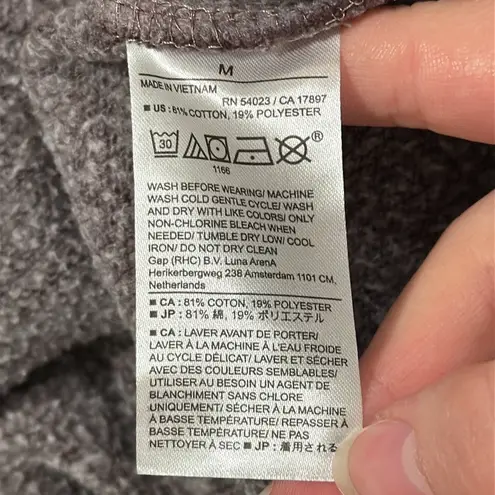 M
MADE IN VIETNAM
RN 54023 / CA 17897
■ US : 81% COTTON, 19% POLYESTER
30
1166
®
WASH BEFORE WEARING/ MACHINE
WASH COLD GENTLE CYCLE/ WASH
AND DRY WITH LIKE COLORS/ ONLY
NON-CHLORINE BLEACH WHEN
NEEDED/ TUMBLE DRY LOW/ COOL
IRON/ DO NOT DRY CLEAN
Gap (RHC) B.V. Luna ArenA
Herikerbergweg 238 Amsterdam 1101 CM,
Netherlands
■ CA : 81% COTON, 19% POLYESTER
■ JP : 81% 綿, 19% ポリエステル
■ CA : LAVER AVANT DE PORTER/
LAVER À LA MACHINE À L'EAU FROIDE
AU CYCLE DÉLICAT/ LAVER ET SÉCHER
AVEC DES COULEURS SEMBLABLES/
UTILISER AU BESOIN UN AGENT DE
BLANCHIMENT SANS CHLORE
UNIQUEMENT/ SÉCHER À LA MACHINE
À BASSE TEMPÉRATURE/ REPASSER À
BASSE TEMPÉRATURE/ NE PAS
NETTOYER À SEC ■ JP : 着用される